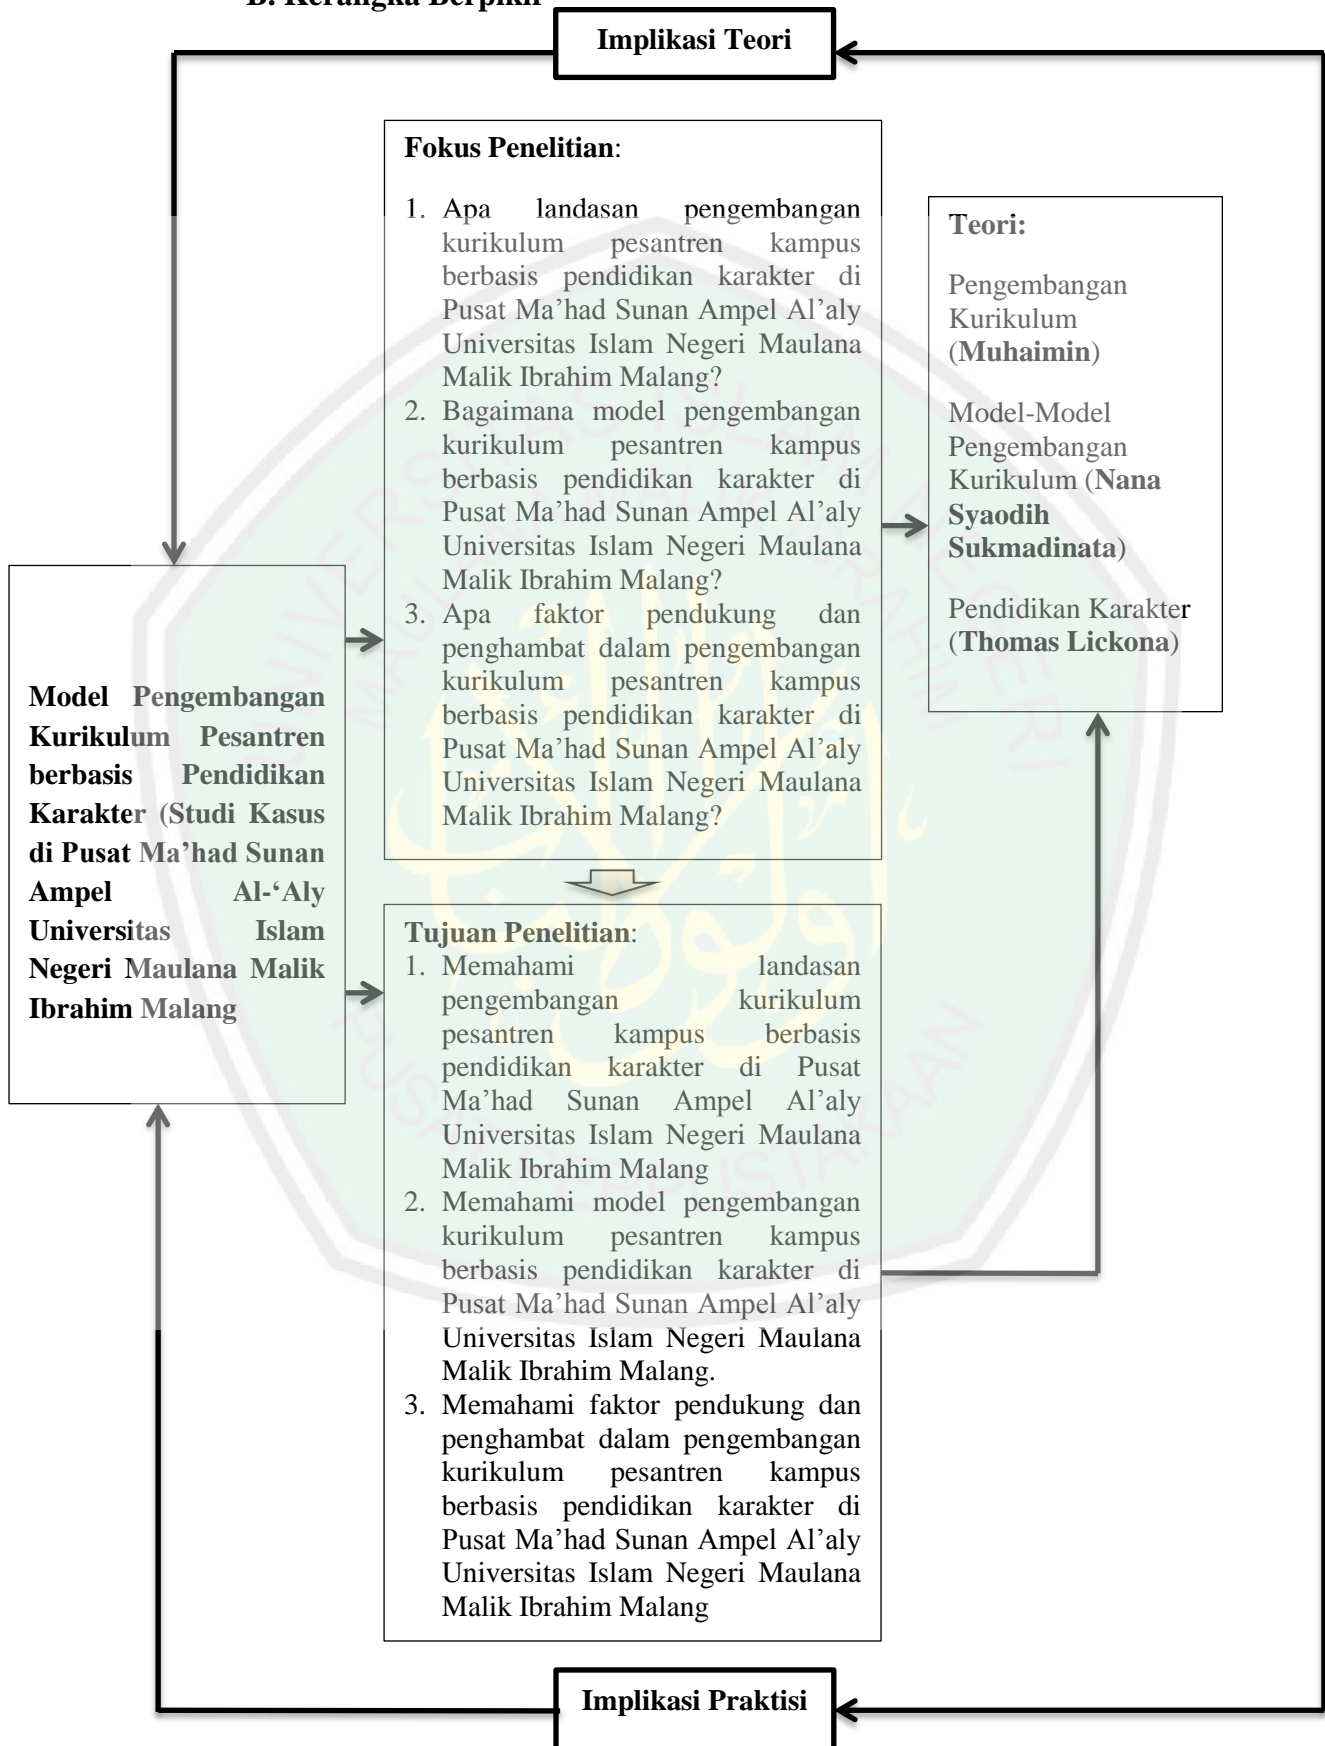 B. Kerangka Berpikir
Implikasi Teori
Fokus Penelitian:
1. Apa landasan pengembangan
kurikulum pesantren kampus
berbasis pendidikan karakter di
Pusat Ma’had Sunan Ampel Al’aly
Universitas Islam Negeri Maulana
Malik Ibrahim Malang?
2. Bagaimana model pengembangan
kurikulum pesantren kampus
berbasis pendidikan karakter di
Pusat Ma’had Sunan Ampel Al’aly
Universitas Islam Negeri Maulana
Malik Ibrahim Malang?
3. Apa faktor pendukung dan
penghambat dalam pengembangan
kurikulum pesantren kampus
berbasis pendidikan karakter di
Pusat Ma’had Sunan Ampel Al’aly
Universitas Islam Negeri Maulana
Malik Ibrahim Malang?
Teori:
Pengembangan
Kurikulum
(Muhaimin)
Model-Model
Pengembangan
Kurikulum (Nana
Syaodih
Sukmadinata)
Pendidikan Karakter
(Thomas Lickona)
Model Pengembangan
Kurikulum Pesantren
berbasis Pendidikan
Karakter (Studi Kasus
di Pusat Ma’had Sunan
Ampel Al-‘Aly
Universitas Islam
Negeri Maulana Malik
Ibrahim Malang
Tujuan Penelitian:
1. Memahami landasan
pengembangan kurikulum
pesantren kampus berbasis
pendidikan karakter di Pusat
Ma’had Sunan Ampel Al’aly
Universitas Islam Negeri Maulana
Malik Ibrahim Malang
2. Memahami model pengembangan
kurikulum pesantren kampus
berbasis pendidikan karakter di
Pusat Ma’had Sunan Ampel Al’aly
Universitas Islam Negeri Maulana
Malik Ibrahim Malang.
3. Memahami faktor pendukung dan
penghambat dalam pengembangan
kurikulum pesantren kampus
berbasis pendidikan karakter di
Pusat Ma’had Sunan Ampel Al’aly
Universitas Islam Negeri Maulana
Malik Ibrahim Malang
Implikasi Praktisi
UNIVERSITAS ISLAM NEGERI
MAULANA MALIK IBRAHIM
PUSAT PERPUSTAKAAN